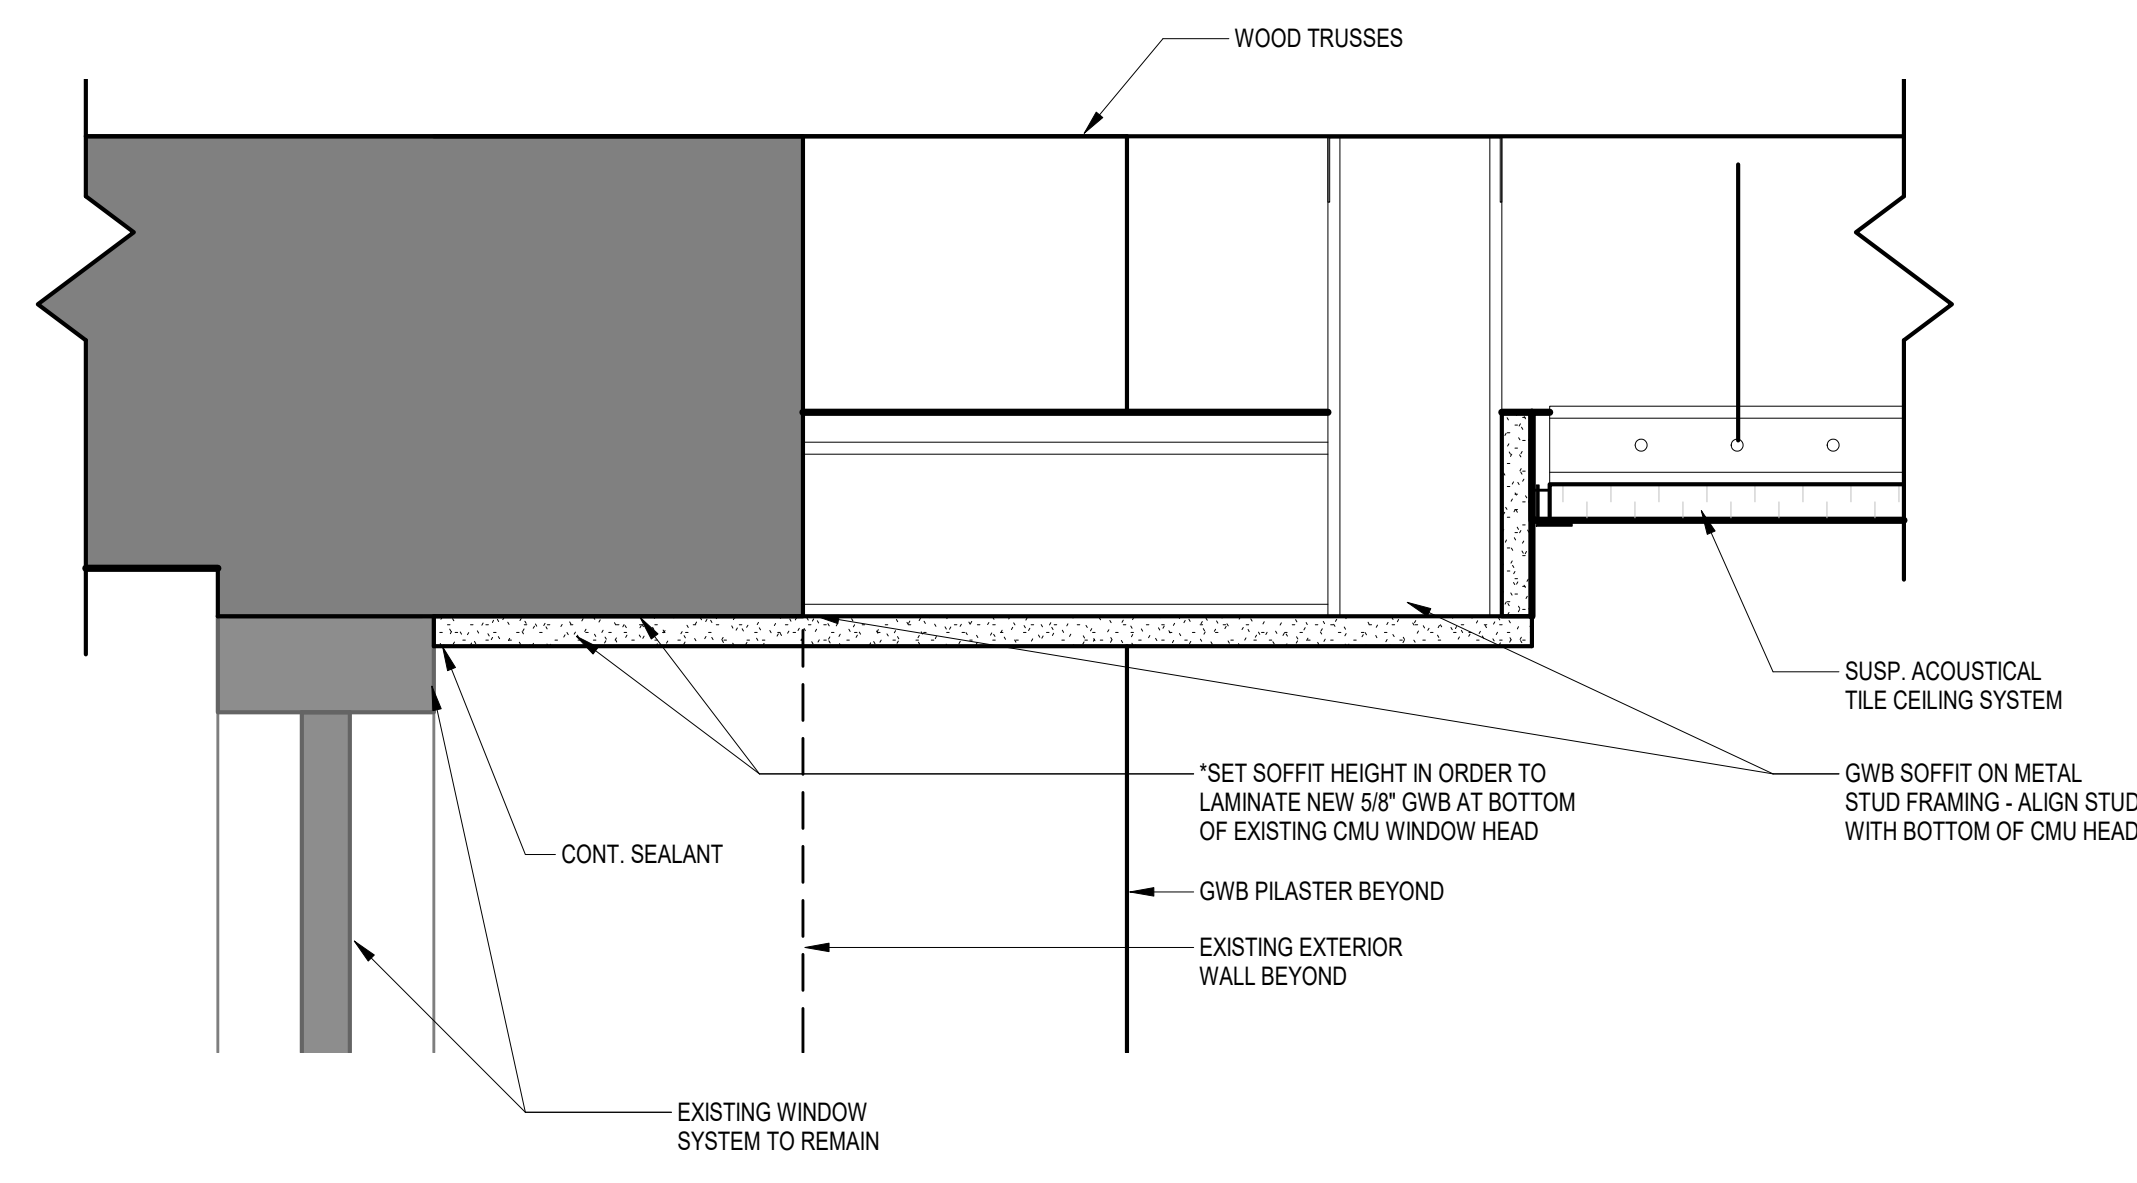 WOOD TRUSSES
SUSP. ACOUSTICAL
TILE CEILING SYSTEM
*SET SOFFIT HEIGHT IN ORDER TO
LAMINATE NEW 5/8" GWB AT BOTTOM
OF EXISTING CMU WINDOW HEAD
GWB SOFFIT ON METAL
STUD FRAMING - ALIGN STUD
WITH BOTTOM OF CMU HEAD
CONT. SEALANT
GWB PILASTER BEYOND
EXISTING EXTERIOR
WALL BEYOND
EXISTING WINDOW
SYSTEM TO REMAIN